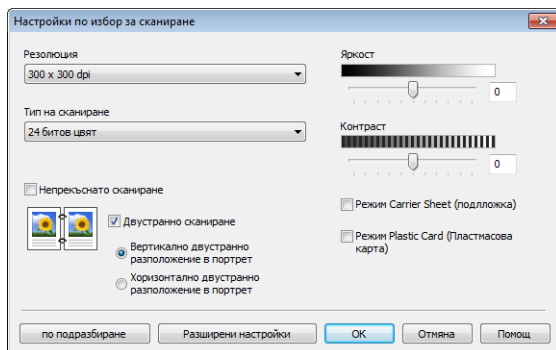 Настройки по избор за сканиране
Резолюция
300 x 300 dpi
Тип на сканиране
24 битов цвят
Непрекъснато сканиране
Двустранно сканиране
Вертикално двустранно
разположение в портрет
Хоризонтално двустранно
разположение в портрет
Яркост
0
Контраст
0
Режим Carrier Sheet (подлложка)
Режим Plastic Card (Пластмасова
карта)
по подразбиране
Разширени настройки
OK
Отмяна
Помощ